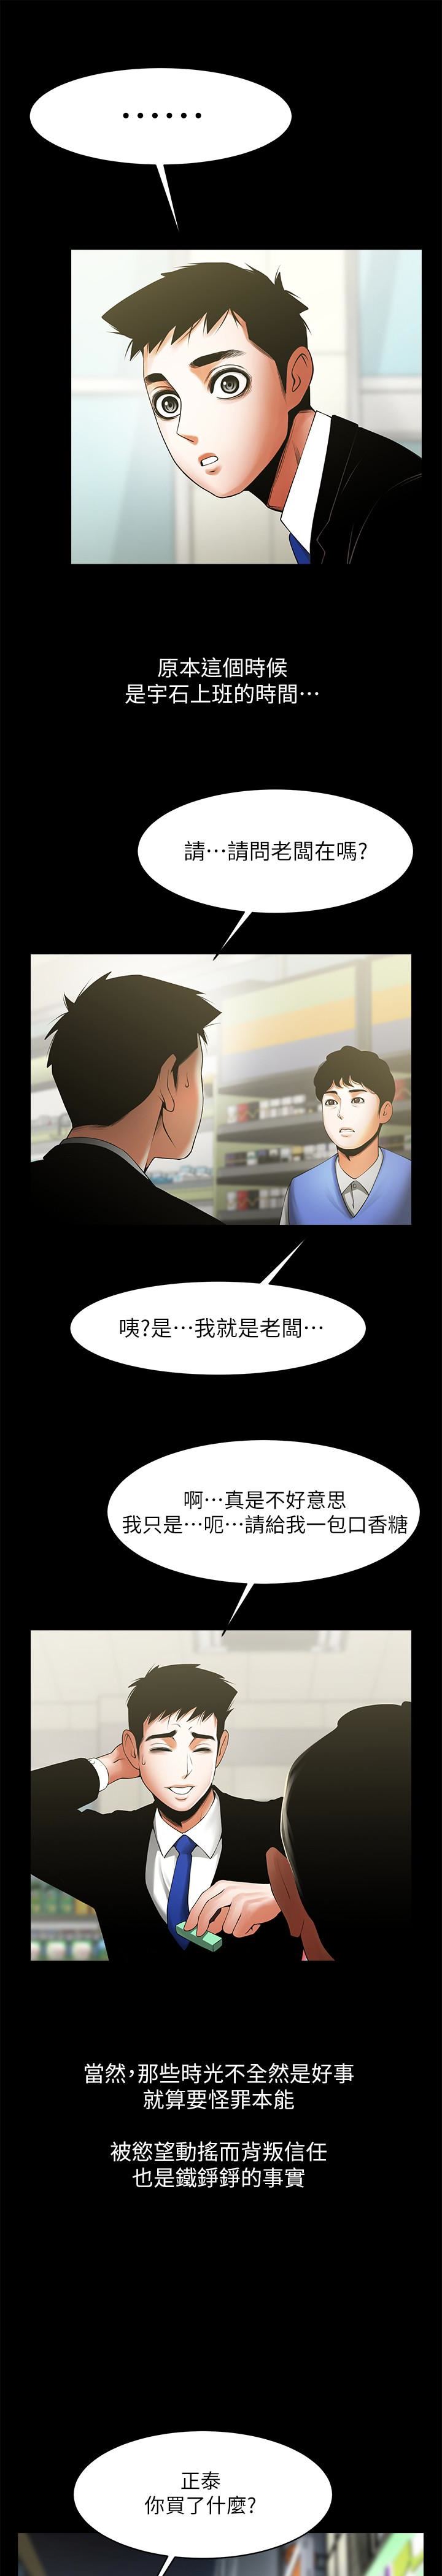 ······
原本這個時候
是宇石上班的時間⋯
請⋯請問老闆在嗎?
咦?是⋯我就是老闆⋯
啊⋯真是不好意思
我只是⋯呃⋯請給我一包口香糖
當然,那些時光不全然是好事
就算要怪罪本能
被慾望動搖而背叛信任
也是鐵錚錚的事實
正泰
你買了什麼?